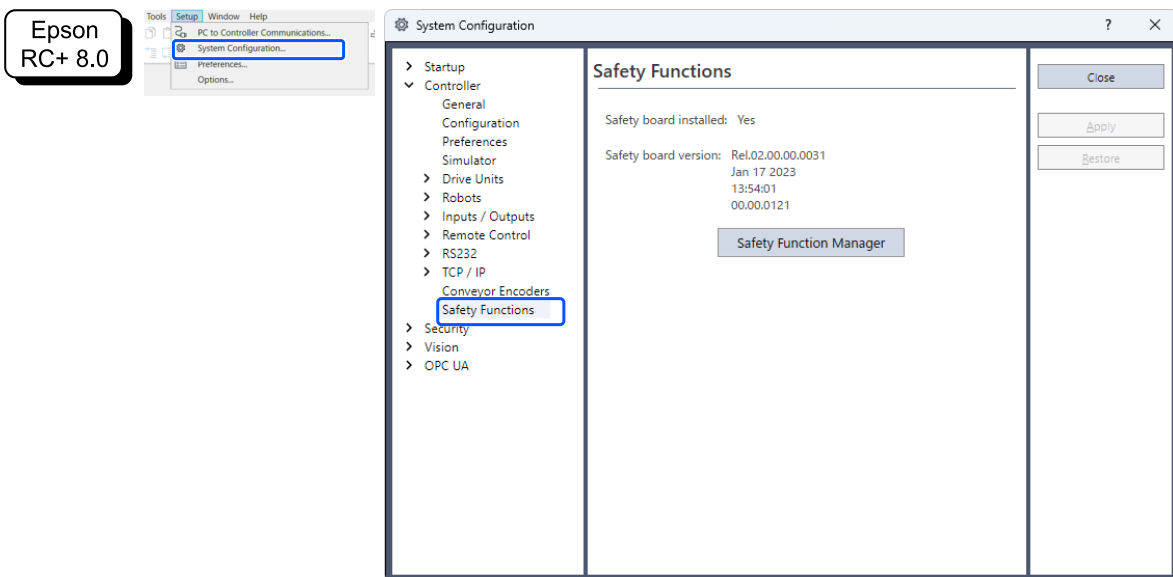 Epson
RC+ 8.0
Tools Setup Window Help
PC to Controller Communications...
System Configuration...
Preferences...
Options...
System Configuration
?
Startup
Controller
General
Configuration
Preferences
Simulator
Drive Units
Robots
Inputs / Outputs
Remote Control
RS232
TCP / IP
Conveyor Encoders
Safety Functions
Security
Vision
OPC UA
Safety Functions
Safety board installed: Yes
Safety board version: Rel.02.00.00.0031
Jan 17 2023
13:54:01
00.00.0121
Safety Function Manager
Close
Apply
Restore